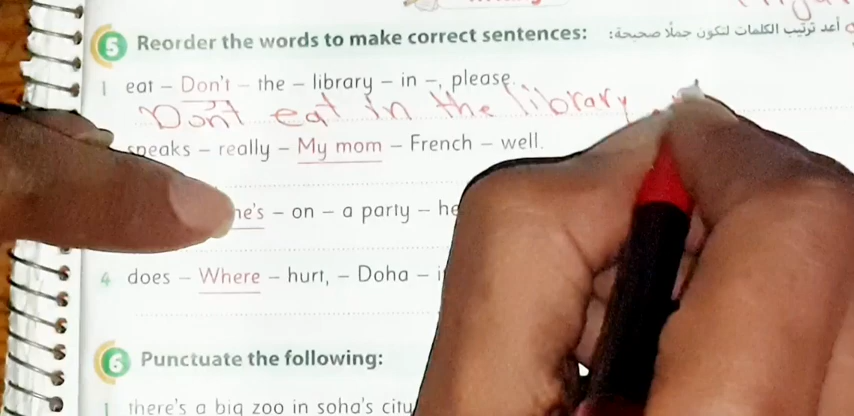 5 Reorder the words to make correct sentences: أعد ترتيب الكلمات لتكون جملًا صحيحة:
1 eat – Don't – the – library – in –, please.
Don't eat in the library
speaks – really – My mom – French – well.
he's – on – a party –
4 does – Where – hurt, – Doha –
6 Punctuate the following:
1 there's a big zoo in soha's city